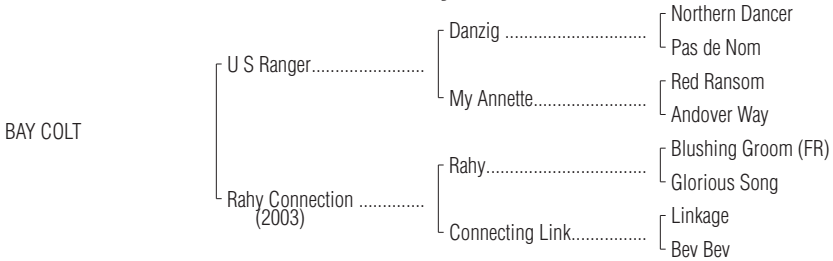 Northern Dancer
Danzig ..............................
Pas de Nom
U S Ranger........................
Red Ransom
My Annette........................
Andover Way
BAY COLT
Blushing Groom (FR)
Rahy..................................
Glorious Song
Rahy Connection ..............
(2003)
Linkage
Connecting Link................
Bev Bev